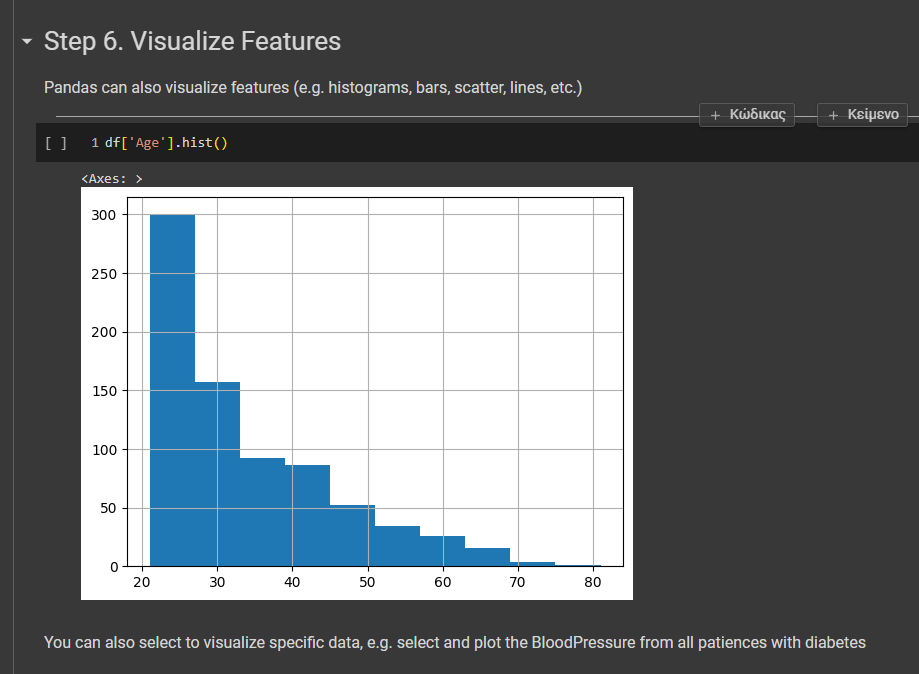 Step 6. Visualize Features
Pandas can also visualize features (e.g. histograms, bars, scatter, lines, etc.)
+ Κώδικας + Κείμενο
[ ] 1 df['Age'].hist()
<Axes: >
300
250
200
150
100
50
0
20 30 40 50 60 70 80
You can also select to visualize specific data, e.g. select and plot the BloodPressure from all patiences with diabetes